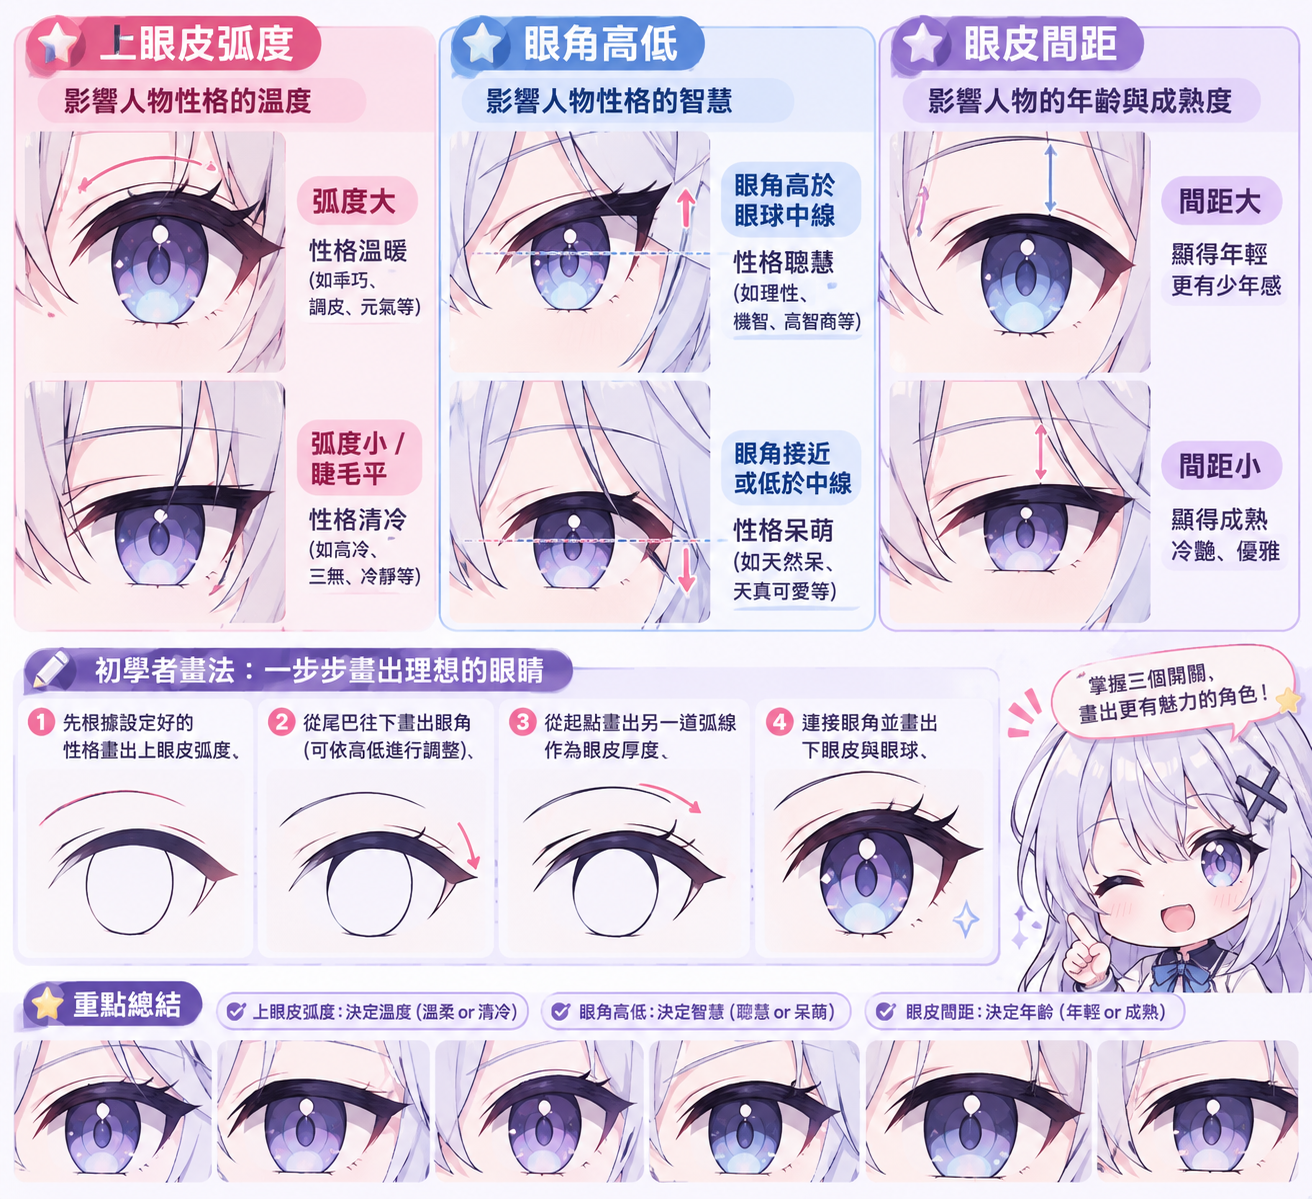 上眼皮弧度
影響人物性格的溫度
弧度大
性格溫暖
(如乖巧、
調皮、元氣等)
弧度小 /
睫毛平
性格清冷
(如高冷、
三無、冷靜等)
眼角高低
影響人物性格的智慧
眼角高於
眼球中線
性格聰慧
(如理性、
機智、高智商等)
眼角接近
或低於中線
性格呆萌
(如天然呆、
天真可愛等)
眼皮間距
影響人物的年齡與成熟度
間距大
顯得年輕
更有少年感
間距小
顯得成熟
冷艷、優雅
初學者畫法：一步步畫出理想的眼睛
1 先根據設定好的
性格畫出上眼皮弧度、
2 從尾巴往下畫出眼角
(可依高低進行調整)、
3 從起點畫出另一道弧線
作為眼皮厚度、
4 連接眼角並畫出
下眼皮與眼球、
掌握三個開關、
畫出更有魅力的角色！
重點總結
上眼皮弧度：決定溫度 (溫柔 or 清冷)
眼角高低：決定智慧 (聰慧 or 呆萌)
眼皮間距：決定年齡 (年輕 or 成熟)